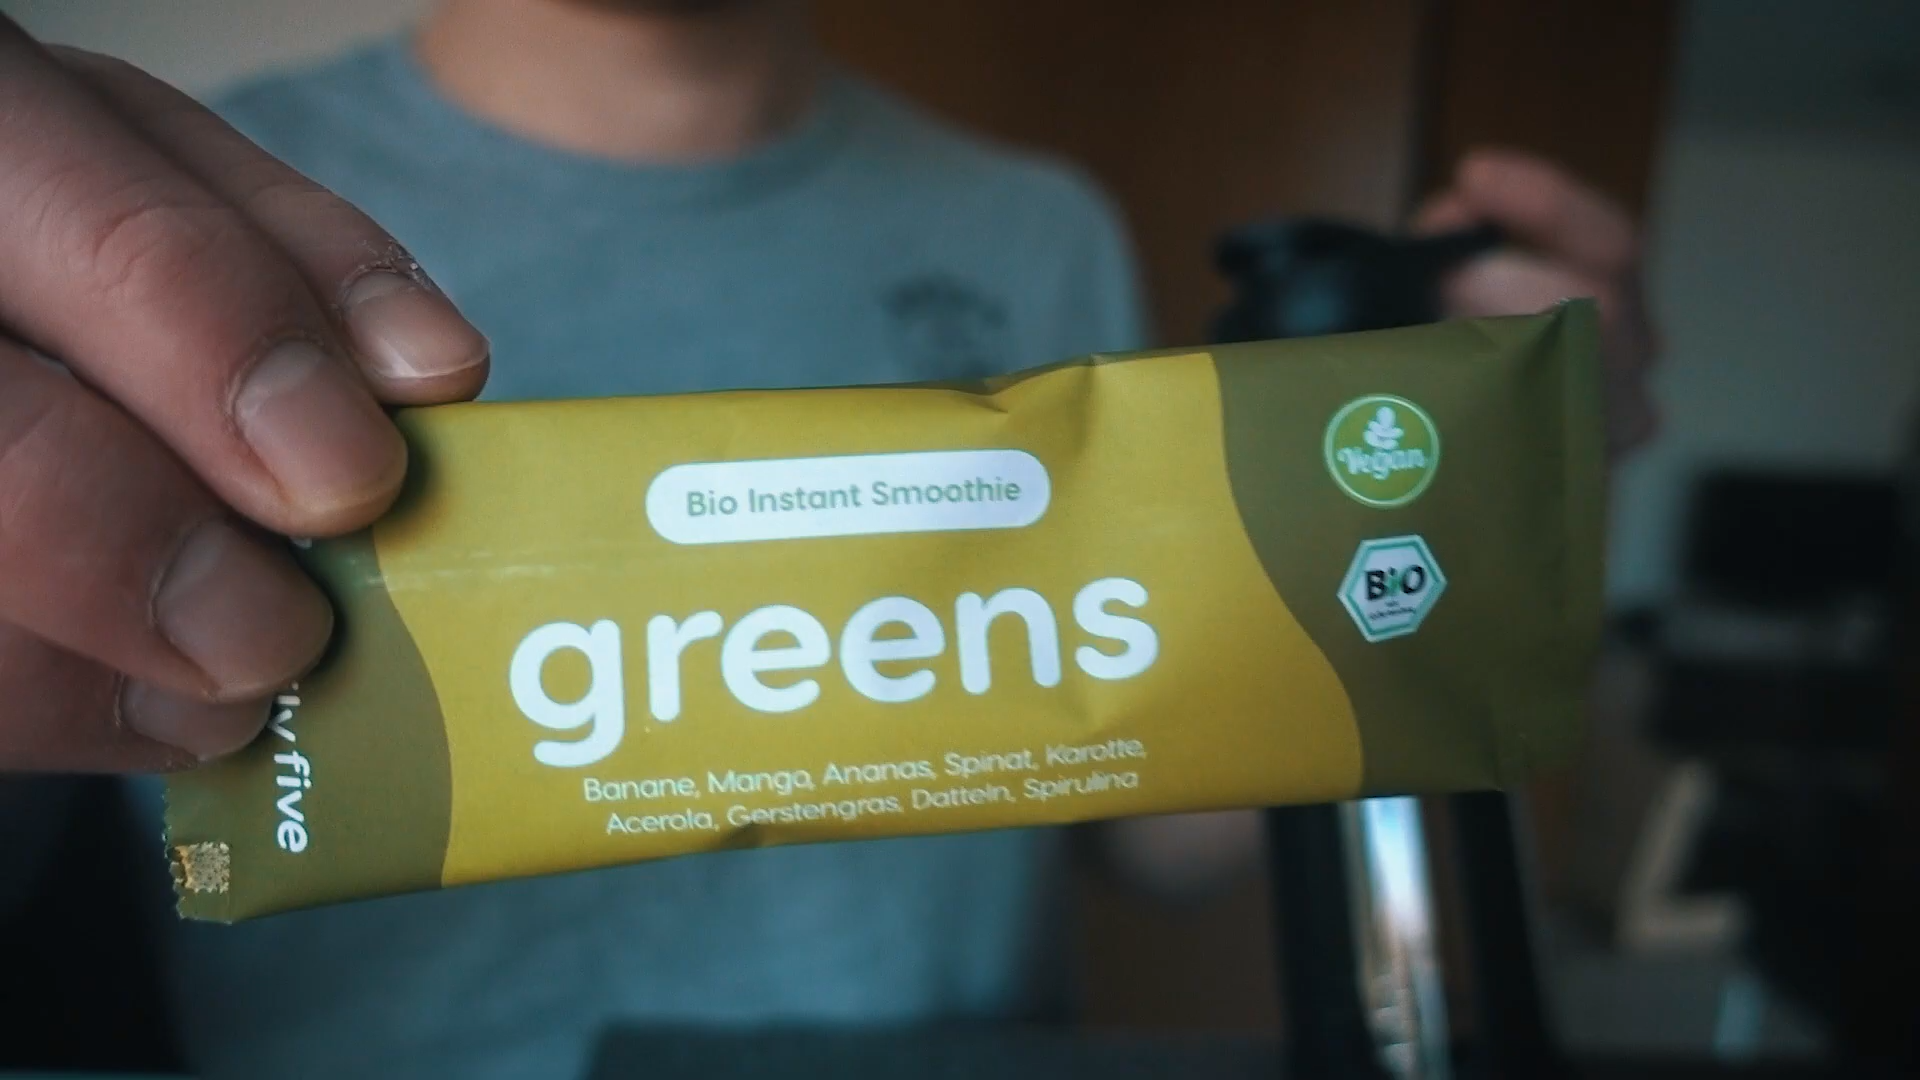 Bio Instant Smoothie
greens
Banane, Mango, Ananas, Spinat, Karotte,
Acerola, Gerstengras, Datteln, Spirulina
Vegan
BiO
five